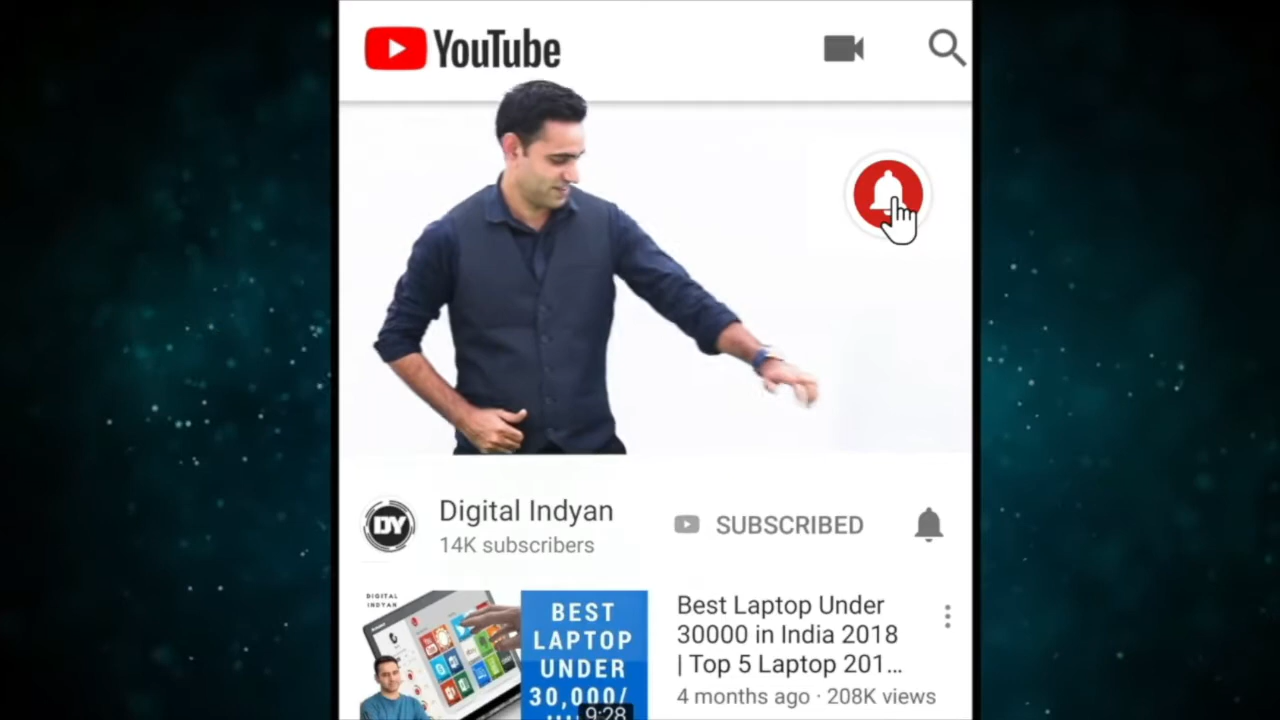 YouTube
DY
Digital Indyan
14K subscribers
SUBSCRIBED
DIGITAL
INDYAN
BEST
LAPTOP
UNDER
30,000/
9:28
Best Laptop Under
30000 in India 2018
| Top 5 Laptop 201...
4 months ago · 208K views